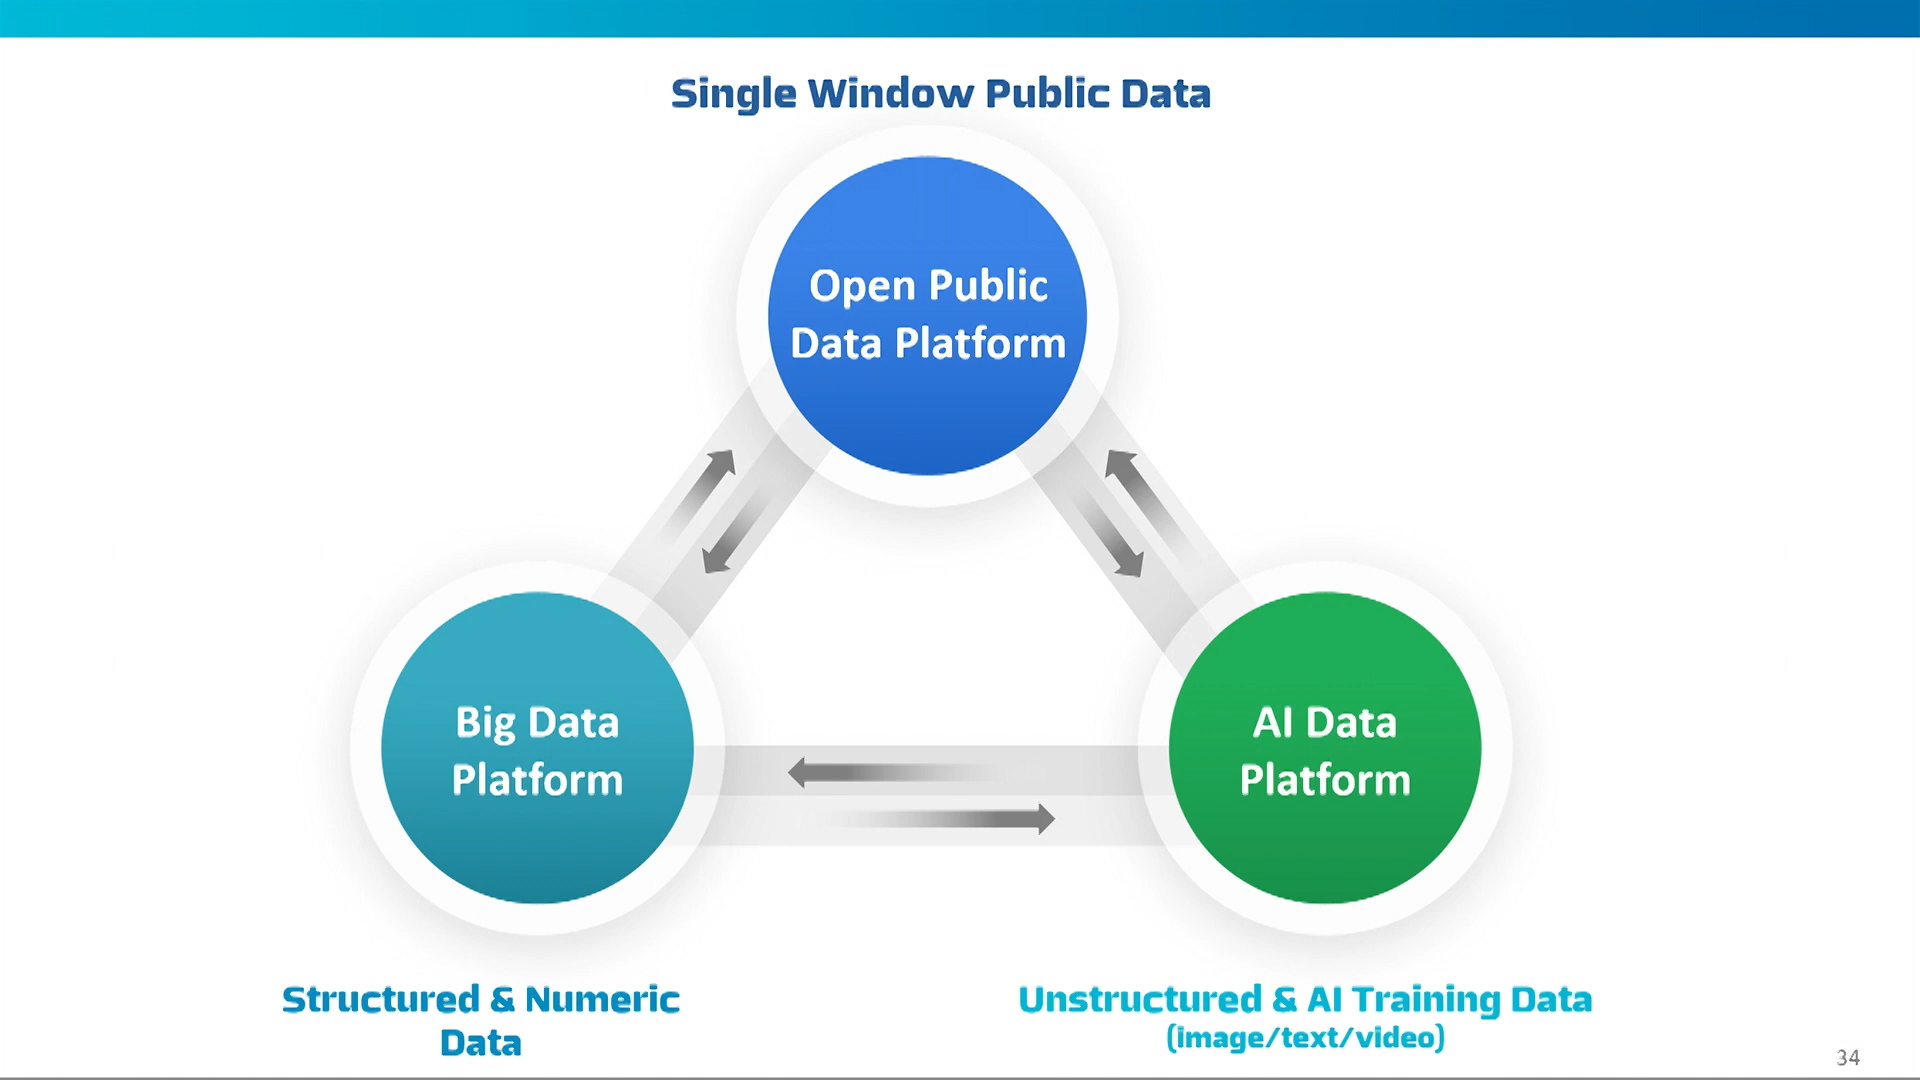 Single Window Public Data
Open Public
Data Platform
Big Data
Platform
AI Data
Platform
Structured & Numeric
Data
Unstructured & AI Training Data
(image/text/video)
34